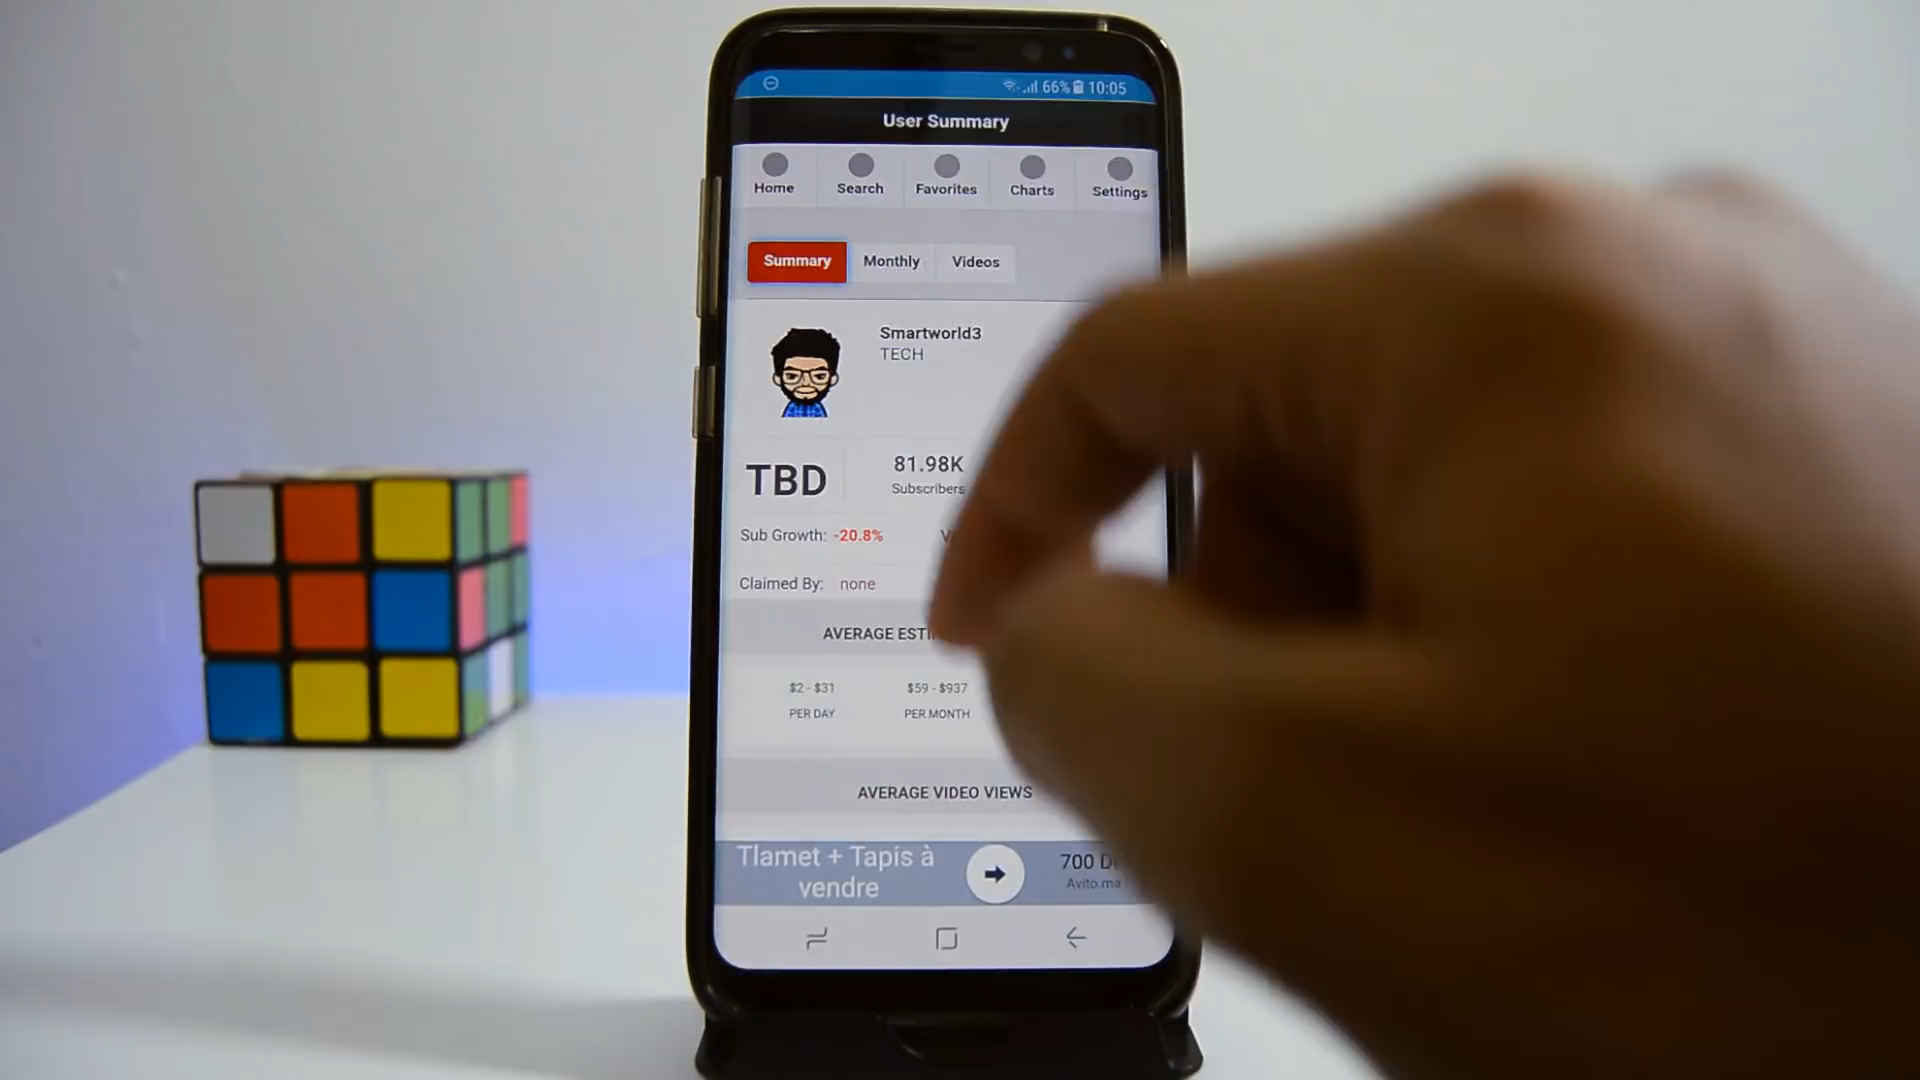 66% 10:05
User Summary
Home Search Favorites Charts Settings
Summary Monthly Videos
Smartworld3
TECH
TBD
81.98K
Subscribers
Sub Growth: -20.8%
Claimed By: none
AVERAGE
$2 - $31 $59 - $937
PER DAY PER MONTH
AVERAGE VIDEO VIEWS
Tlamet + Tapis à
vendre
700
Avito.ma